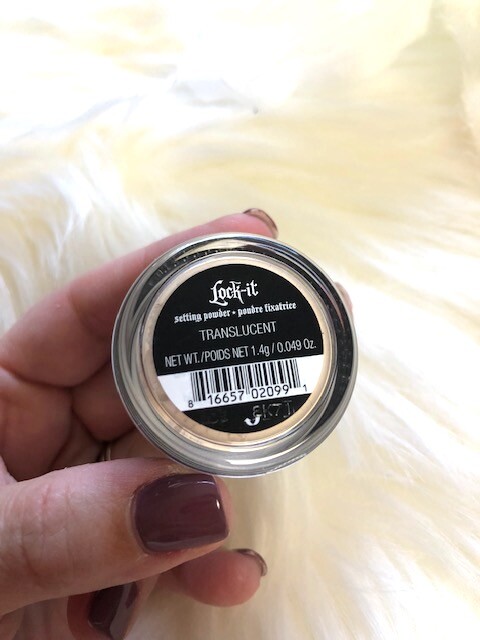 Lock-it
setting powder • poudre fixatrice
TRANSLUCENT
NET WT./POIDS NET 1.4g / 0.049 Oz.
8 16657 02099 1